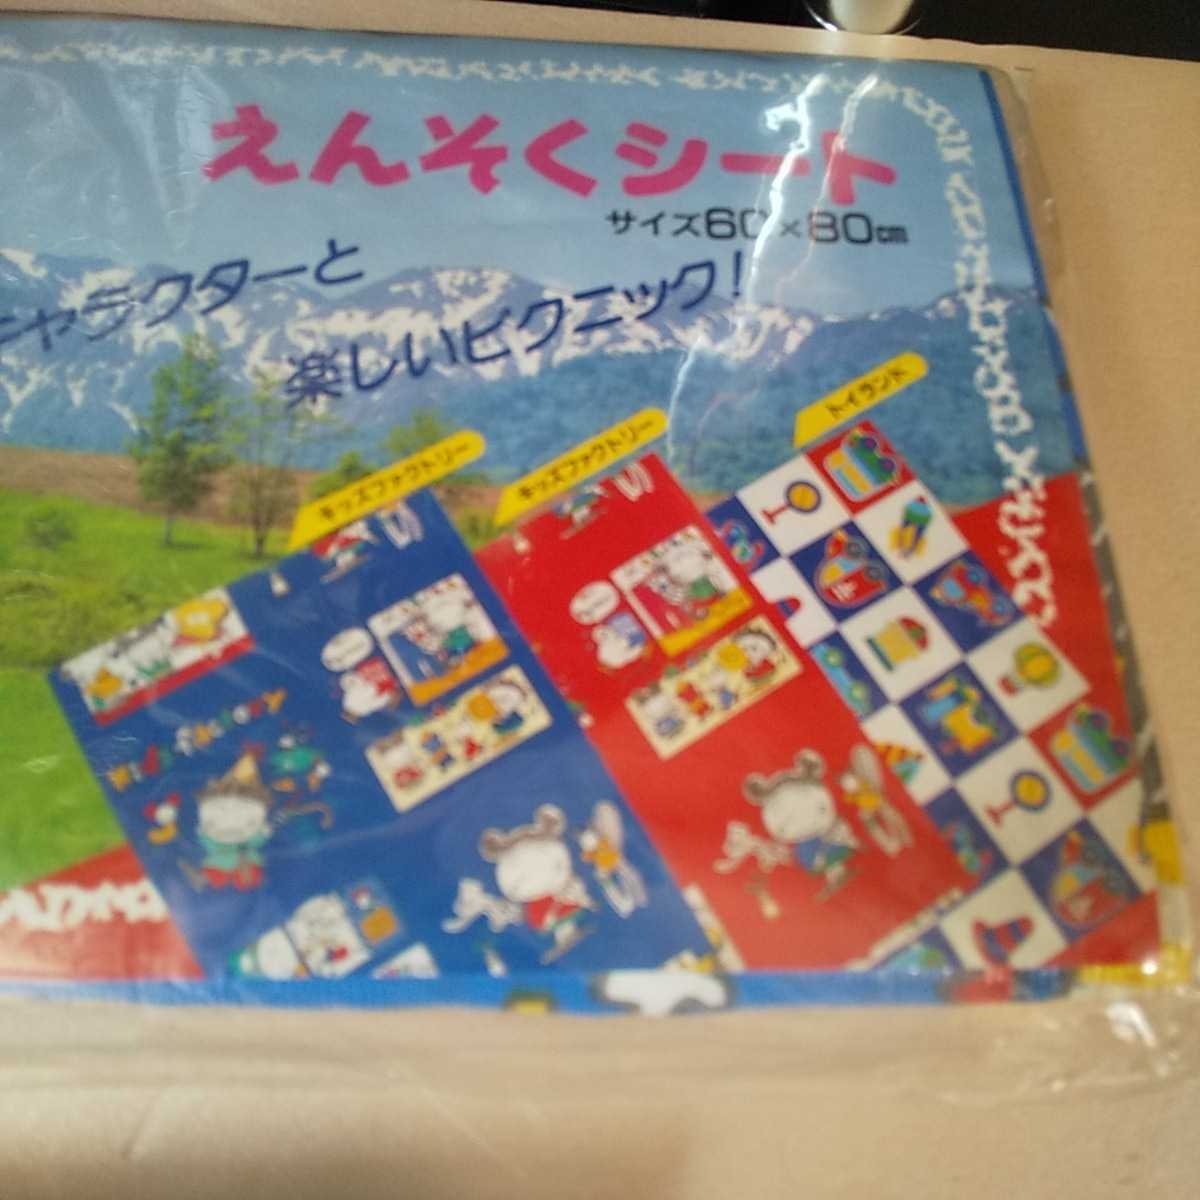 えんそくシート
サイズ60×80cm
キャラクターと
楽しいピクニック!
キッズファクトリー
キッズファクトリー
トイランド
Kids factory